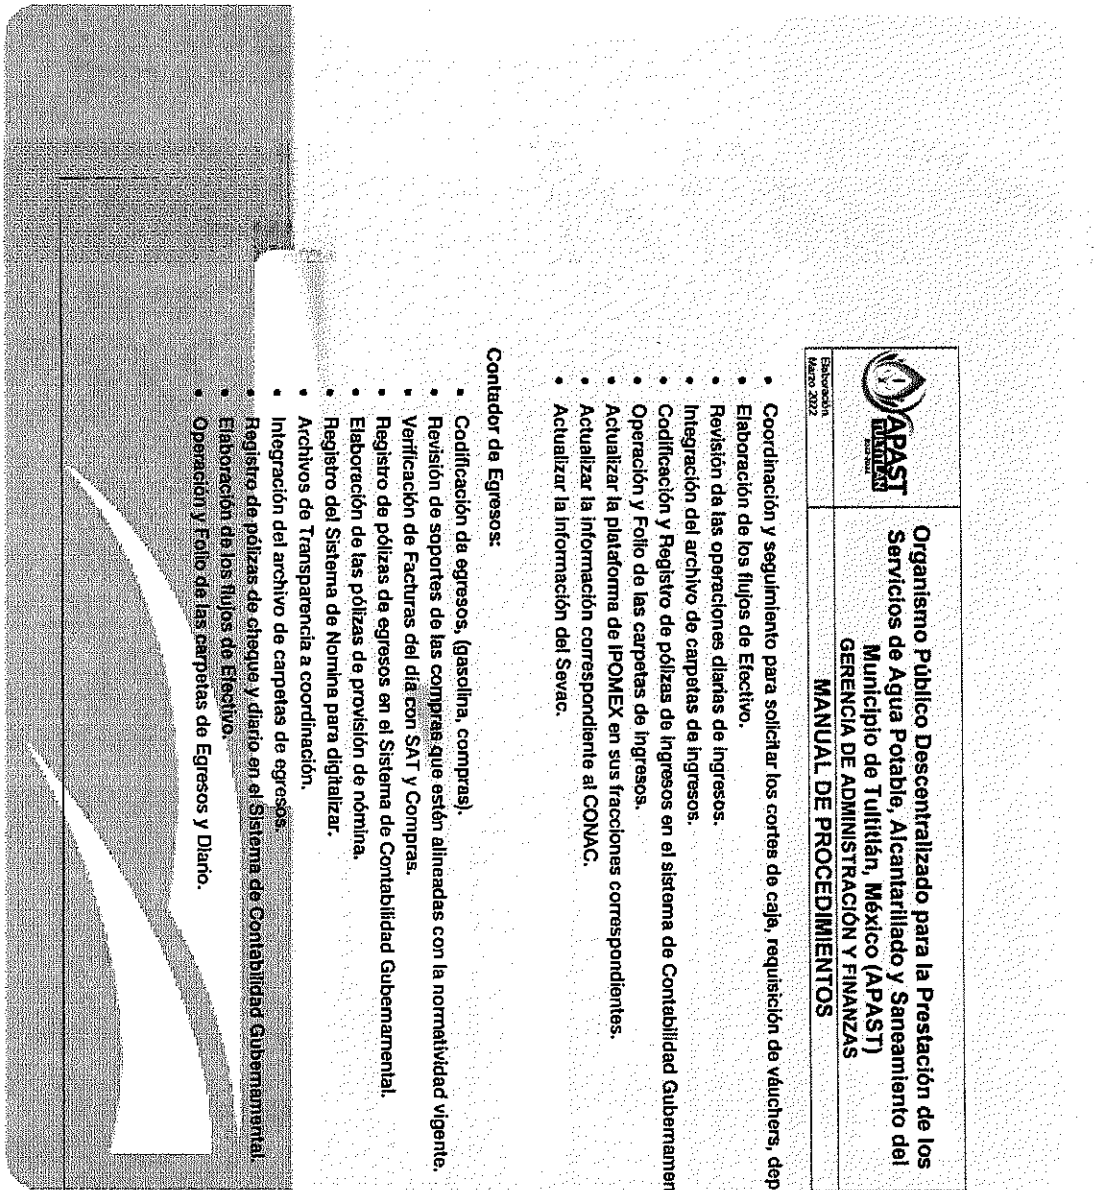 APAST
TULTITLÁN
Elaboración.
Marzo 2022
Organismo Público Descentralizado para la Prestación de los
Servicios de Agua Potable, Alcantarillado y Saneamiento del
Municipio de Tultitlán, México (APAST)
GERENCIA DE ADMINISTRACIÓN Y FINANZAS
MANUAL DE PROCEDIMIENTOS
• Coordinación y seguimiento para solicitar los cortes de caja, requisición de váuchers, dep
• Elaboración de los flujos de Efectivo.
• Revisión da las operaciones diarias de ingresos.
• Integración del archivo de carpetas de ingresos.
• Codificación y Registro de pólizas de ingresos en el sistema de Contabilidad Gubernamen
• Operación y Folio de las carpetas de ingresos.
• Actualizar la plataforma de IPOMEX en sus fracciones correspondientes.
• Actualizar la información correspondiente al CONAC.
• Actualizar la información del Sevac.
Contador de Egresos:
• Codificación da egresos, (gasolina, compras).
• Revisión de soportes de las compras que estén alineadas con la normatividad vigente.
• Verificación de Facturas del día con SAT y Compras.
• Registro de pólizas de egresos en el Sistema de Contabilidad Gubernamental.
• Elaboración de las pólizas de provisión de nómina.
• Registro del Sistema de Nomina para digitalizar.
• Archivos de Transparencia a coordinación.
• Integración del archivo de carpetas de egresos.
• Registro de pólizas de cheque y diario en el Sistema de Contabilidad Gubernamental.
• Elaboración de los flujos de Efectivo.
• Operación y Folio de las carpetas de Egresos y Diario.